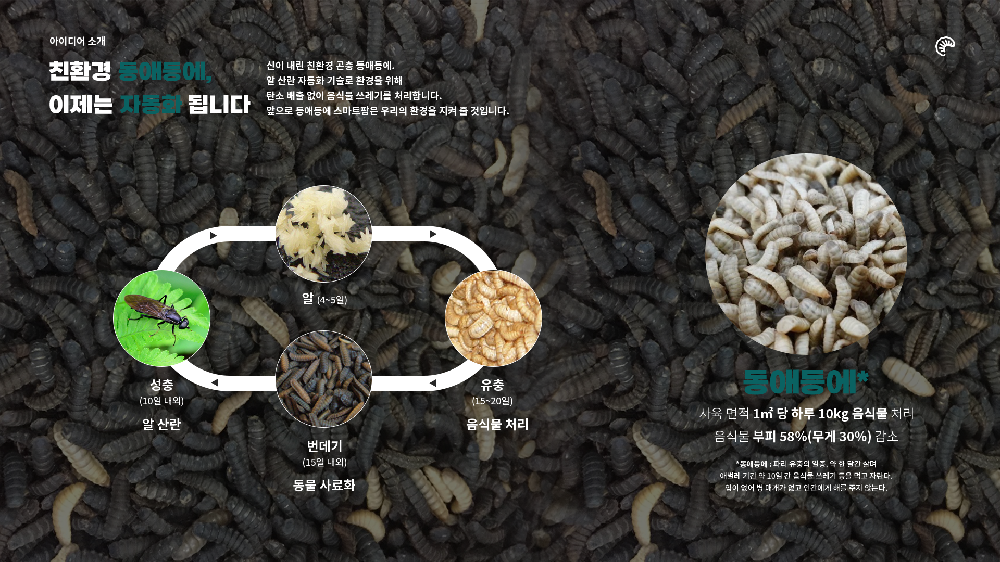 아이디어 소개
친환경 동애등에,
이제는 자동화 됩니다
신이 내린 친환경 곤충 동애등에.
알 산란 자동화 기술로 환경을 위해
탄소 배출 없이 음식물 쓰레기를 처리합니다.
앞으로 동애등에 스마트팜은 우리의 환경을 지켜 줄 것입니다.
알 (4~5일)
성충
(10일 내외)
알 산란
유충
(15~20일)
음식물 처리
번데기
(15일 내외)
동물 사료화
동애등에*
사육 면적 1㎡ 당 하루 10kg 음식물 처리
음식물 부피 58%(무게 30%) 감소
*동애등에 : 파리 유충의 일종. 약 한 달간 살며
애벌레 기간 약 10일 간 음식물 쓰레기 등을 먹고 자란다.
입이 없어 병 매개가 없고 인간에게 해를 주지 않는다.